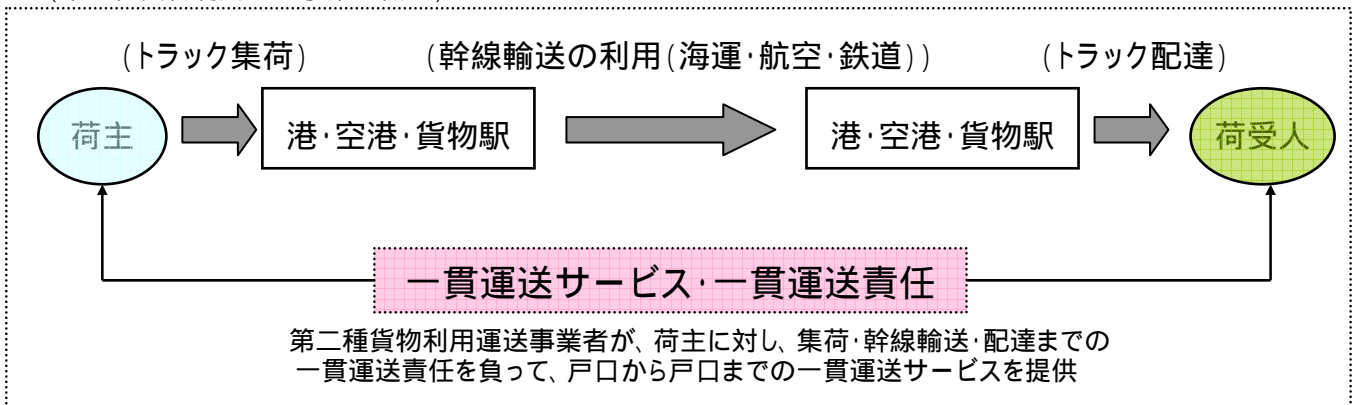 (トラック集荷) (幹線輸送の利用(海運・航空・鉄道)) (トラック配達)
荷主 港・空港・貨物駅 港・空港・貨物駅 荷受人
一貫運送サービス・一貫運送責任
第二種貨物利用運送事業者が、荷主に対し、集荷・幹線輸送・配達までの
一貫運送責任を負って、戸口から戸口までの一貫運送サービスを提供